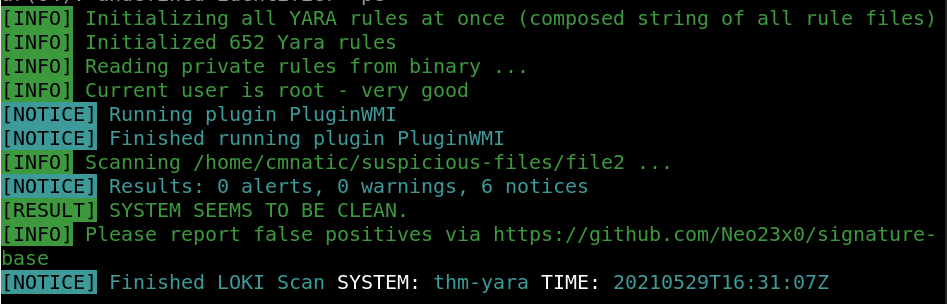 [INFO] Initializing all YARA rules at once (composed string of all rule files)
[INFO] Initialized 652 Yara rules
[INFO] Reading private rules from binary ...
[INFO] Current user is root - very good
[NOTICE] Running plugin PluginWMI
[NOTICE] Finished running plugin PluginWMI
[INFO] Scanning /home/cmnatic/suspicious-files/file2 ...
[NOTICE] Results: 0 alerts, 0 warnings, 6 notices
[RESULT] SYSTEM SEEMS TO BE CLEAN.
[INFO] Please report false positives via https://github.com/Neo23x0/signature-
base
[NOTICE] Finished LOKI Scan SYSTEM: thm-yara TIME: 20210529T16:31:07Z